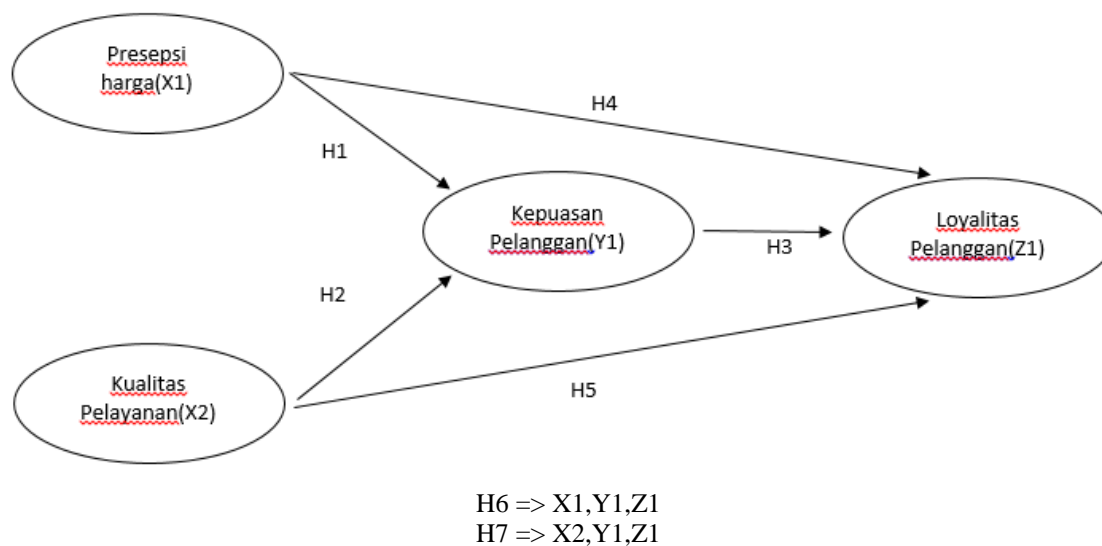 Presepsi
harga(X1)
H4
H1
Kepuasan
Pelanggan(Y1)
Loyalitas
Pelanggan(Z1)
H3
H2
Kualitas
Pelayanan(X2)
H5
H6 => X1,Y1,Z1
H7 => X2,Y1,Z1